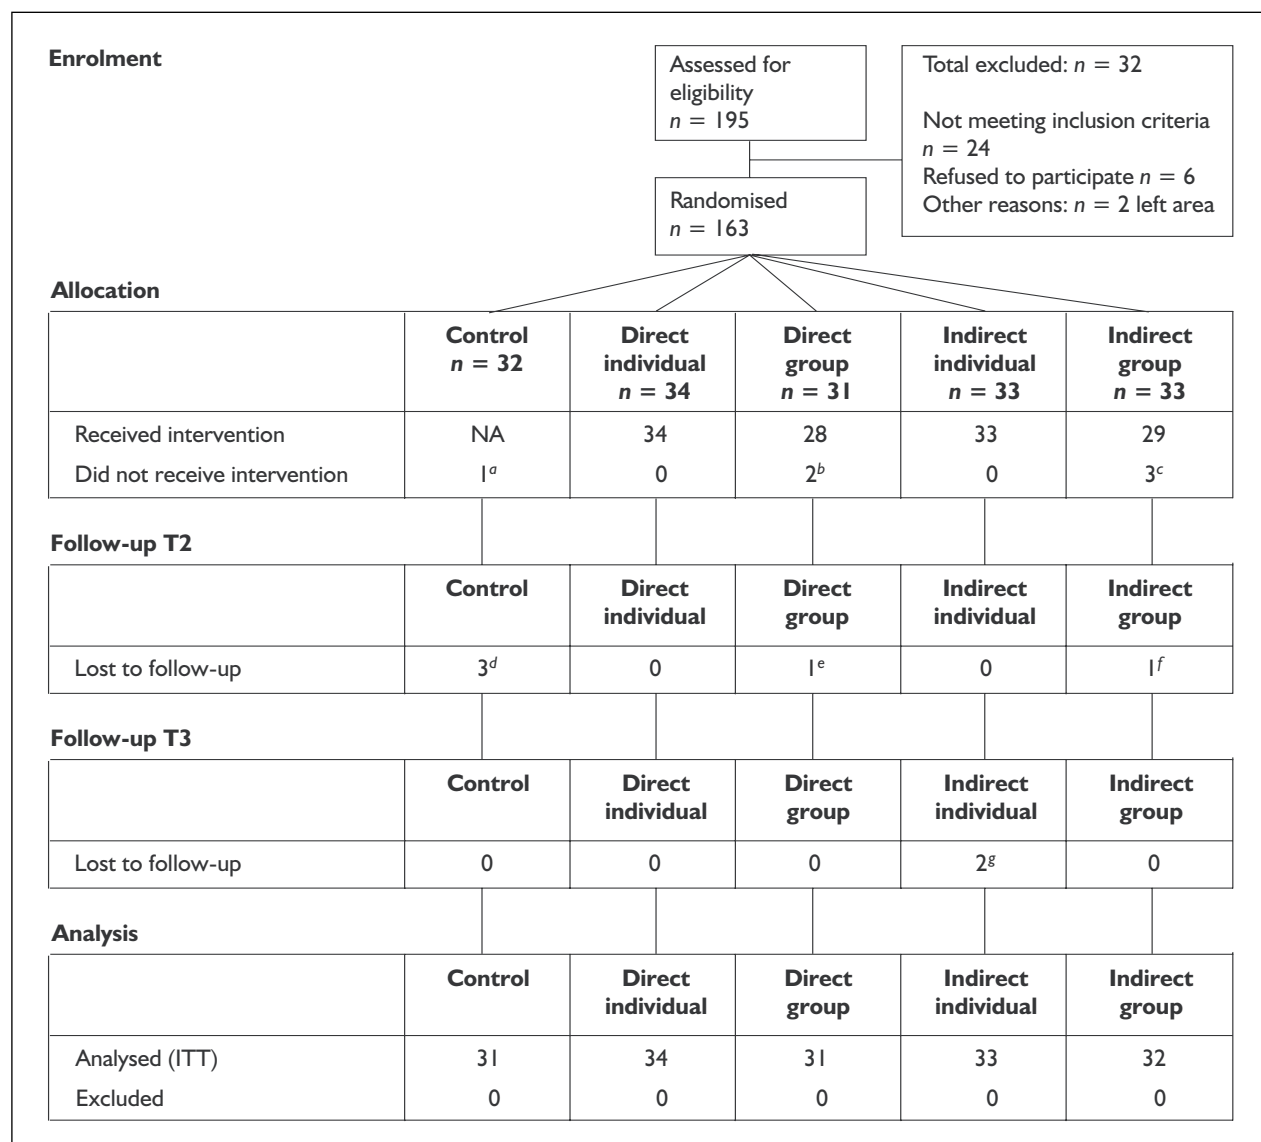 Enrolment
Assessed for
eligibility
n = 195
Total excluded: n = 32
Not meeting inclusion criteria
n = 24
Refused to participate n = 6
Other reasons: n = 2 left area
Randomised
n = 163
Allocation
Control
n = 32
Direct
individual
n = 34
Direct
group
n = 31
Indirect
individual
n = 33
Indirect
group
n = 33
Received intervention NA 34 28 33 29
Did not receive intervention 1a 0 2b 0 3c
Follow-up T2
Control
Direct
individual
Direct
group
Indirect
individual
Indirect
group
Lost to follow-up 3d 0 1e 0 1f
Follow-up T3
Control
Direct
individual
Direct
group
Indirect
individual
Indirect
group
Lost to follow-up 0 0 0 2g 0
Analysis
Control
Direct
individual
Direct
group
Indirect
individual
Indirect
group
Analysed (ITT) 31 34 31 33 32
Excluded 0 0 0 0 0